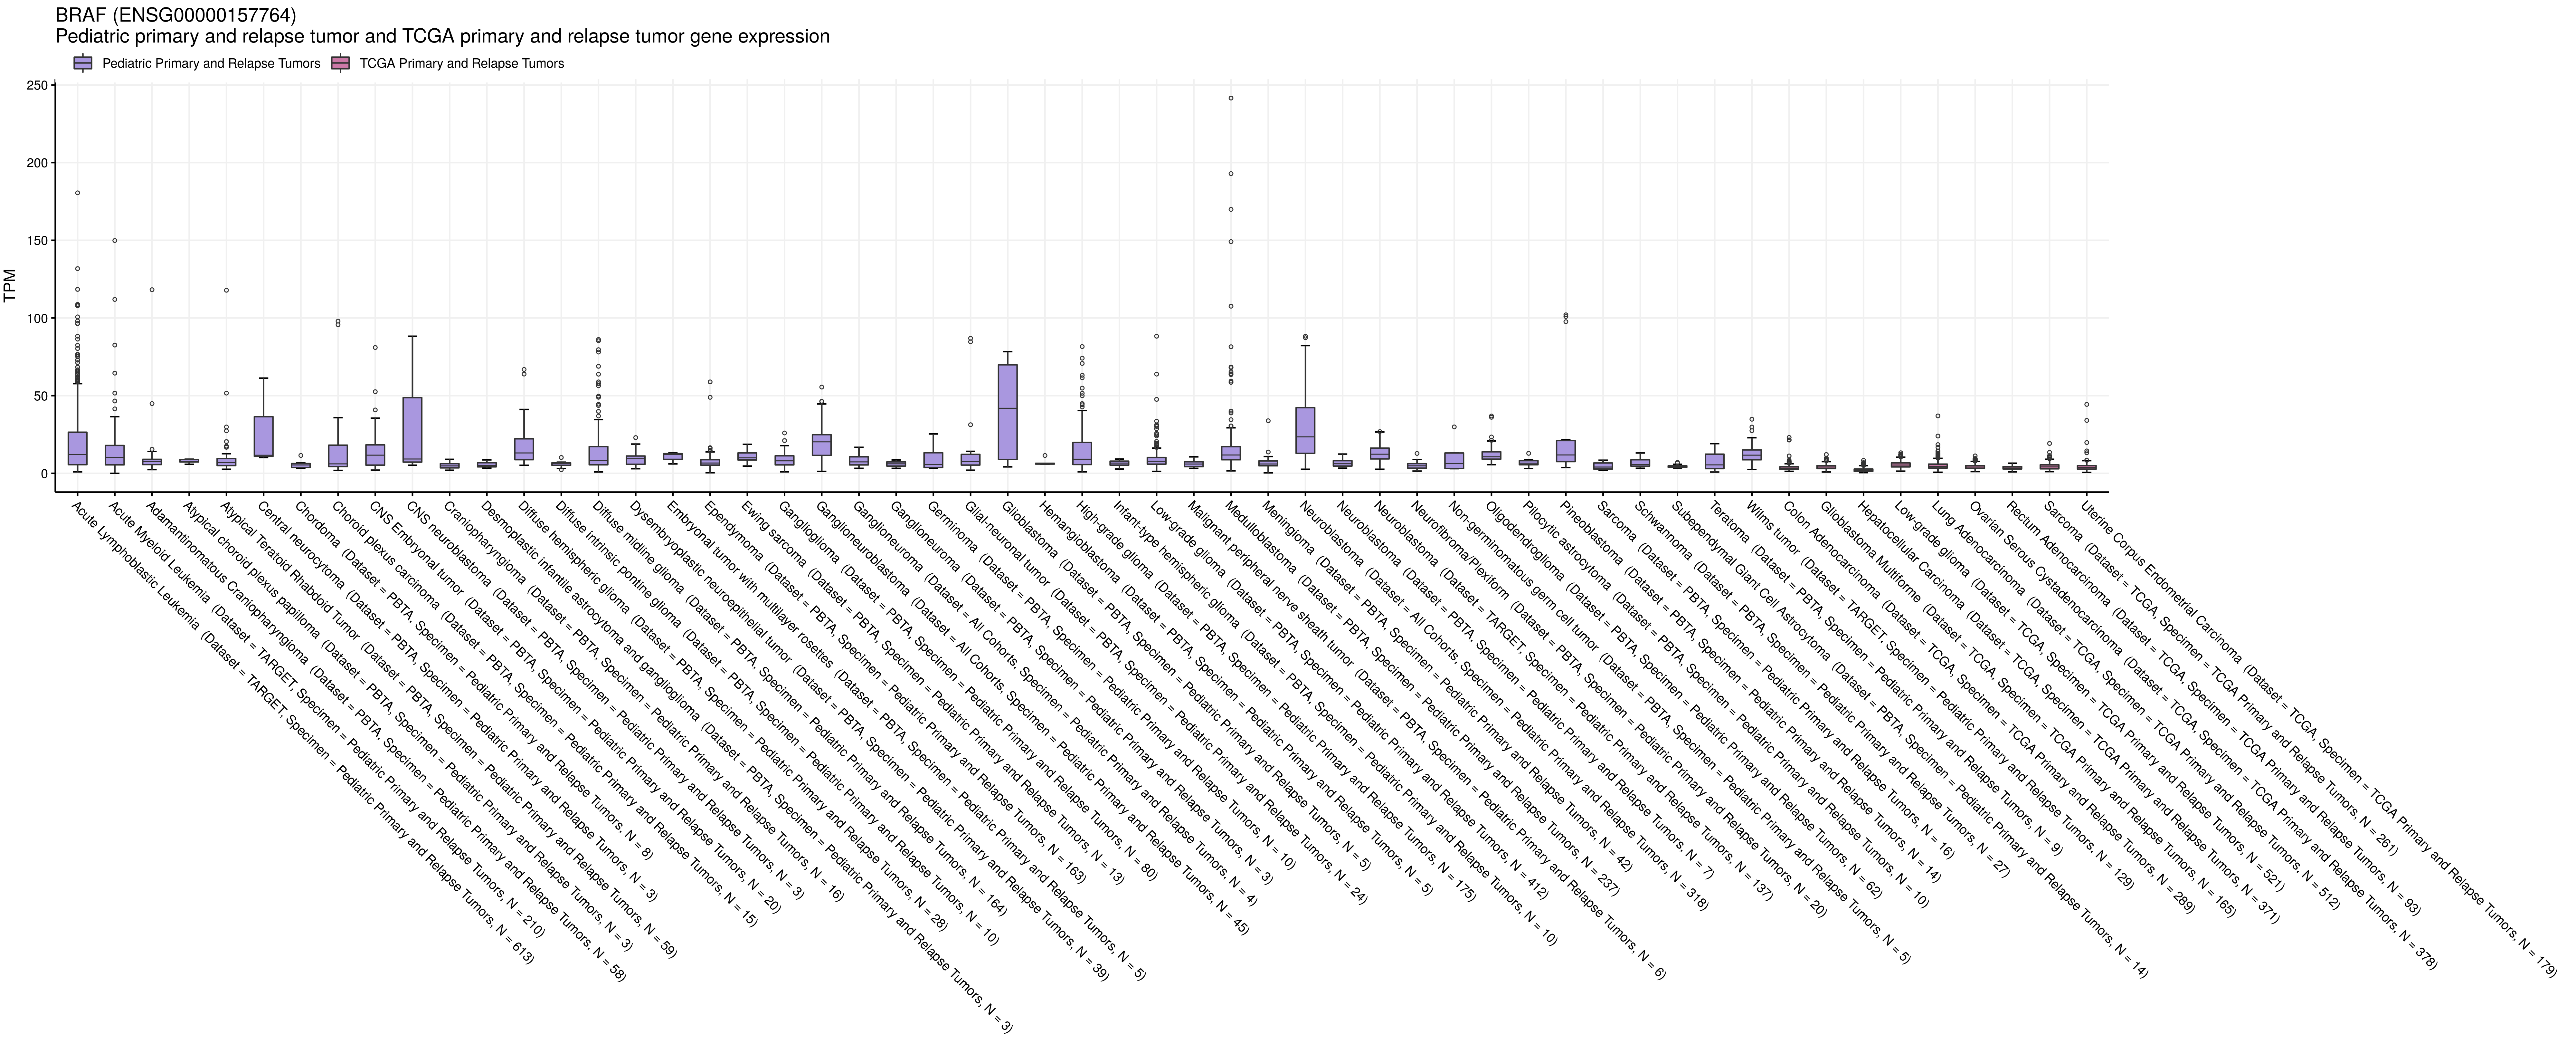 BRAF (ENSG00000157764)
Pediatric primary and relapse tumor and TCGA primary and relapse tumor gene expression
Pediatric Primary and Relapse Tumors
TCGA Primary and Relapse Tumors
TPM
250
200
150
100
50
0
Acute Lymphoblastic Leukemia (Dataset = TARGET, Specimen = Pediatric Primary and Relapse Tumors, N = 613)
Acute Myeloid Leukemia (Dataset = TARGET, Specimen = Pediatric Primary and Relapse Tumors, N = 210)
Adamantinomatous Craniopharyngioma (Dataset = PBTA, Specimen = Pediatric Primary and Relapse Tumors, N = 58)
Atypical choroid plexus papilloma (Dataset = PBTA, Specimen = Pediatric Primary and Relapse Tumors, N = 3)
Atypical Teratoid Rhabdoid Tumor (Dataset = PBTA, Specimen = Pediatric Primary and Relapse Tumors, N = 59)
Central neurocytoma (Dataset = PBTA, Specimen = Pediatric Primary and Relapse Tumors, N = 3)
Chordoma (Dataset = PBTA, Specimen = Pediatric Primary and Relapse Tumors, N = 8)
Choroid plexus carcinoma (Dataset = PBTA, Specimen = Pediatric Primary and Relapse Tumors, N = 15)
CNS Embryonal tumor (Dataset = PBTA, Specimen = Pediatric Primary and Relapse Tumors, N = 20)
CNS neuroblastoma (Dataset = PBTA, Specimen = Pediatric Primary and Relapse Tumors, N = 3)
Craniopharyngioma (Dataset = PBTA, Specimen = Pediatric Primary and Relapse Tumors, N = 16)
Desmoplastic infantile astrocytoma and ganglioglioma (Dataset = PBTA, Specimen = Pediatric Primary and Relapse Tumors, N = 3)
Diffuse hemispheric glioma (Dataset = PBTA, Specimen = Pediatric Primary and Relapse Tumors, N = 28)
Diffuse intrinsic pontine glioma (Dataset = PBTA, Specimen = Pediatric Primary and Relapse Tumors, N = 10)
Diffuse midline glioma (Dataset = PBTA, Specimen = Pediatric Primary and Relapse Tumors, N = 164)
Dysembryoplastic neuroepithelial tumor (Dataset = PBTA, Specimen = Pediatric Primary and Relapse Tumors, N = 39)
Embryonal tumor with multilayer rosettes (Dataset = PBTA, Specimen = Pediatric Primary and Relapse Tumors, N = 5)
Ependymoma (Dataset = PBTA, Specimen = Pediatric Primary and Relapse Tumors, N = 163)
Ewing sarcoma (Dataset = PBTA, Specimen = Pediatric Primary and Relapse Tumors, N = 13)
Ganglioglioma (Dataset = PBTA, Specimen = Pediatric Primary and Relapse Tumors, N = 80)
Ganglioneuroblastoma (Dataset = All Cohorts, Specimen = Pediatric Primary and Relapse Tumors, N = 45)
Ganglioneuroma (Dataset = All Cohorts, Specimen = Pediatric Primary and Relapse Tumors, N = 4)
Ganglioneuroma (Dataset = PBTA, Specimen = Pediatric Primary and Relapse Tumors, N = 3)
Germinoma (Dataset = PBTA, Specimen = Pediatric Primary and Relapse Tumors, N = 10)
Glial-neuronal tumor (Dataset = PBTA, Specimen = Pediatric Primary and Relapse Tumors, N = 24)
Glioblastoma (Dataset = PBTA, Specimen = Pediatric Primary and Relapse Tumors, N = 5)
Hemangioblastoma (Dataset = PBTA, Specimen = Pediatric Primary and Relapse Tumors, N = 5)
High-grade glioma (Dataset = PBTA, Specimen = Pediatric Primary and Relapse Tumors, N = 175)
Infant-type hemispheric glioma (Dataset = PBTA, Specimen = Pediatric Primary and Relapse Tumors, N = 10)
Low-grade glioma (Dataset = PBTA, Specimen = Pediatric Primary and Relapse Tumors, N = 412)
Malignant peripheral nerve sheath tumor (Dataset = PBTA, Specimen = Pediatric Primary and Relapse Tumors, N = 6)
Medulloblastoma (Dataset = PBTA, Specimen = Pediatric Primary and Relapse Tumors, N = 237)
Meningioma (Dataset = PBTA, Specimen = Pediatric Primary and Relapse Tumors, N = 42)
Neuroblastoma (Dataset = All Cohorts, Specimen = Pediatric Primary and Relapse Tumors, N = 318)
Neuroblastoma (Dataset = PBTA, Specimen = Pediatric Primary and Relapse Tumors, N = 7)
Neuroblastoma (Dataset = TARGET, Specimen = Pediatric Primary and Relapse Tumors, N = 137)
Neurofibroma/Plexiform (Dataset = PBTA, Specimen = Pediatric Primary and Relapse Tumors, N = 20)
Non-germinomatous germ cell tumor (Dataset = PBTA, Specimen = Pediatric Primary and Relapse Tumors, N = 5)
Oligodendroglioma (Dataset = PBTA, Specimen = Pediatric Primary and Relapse Tumors, N = 62)
Pilocytic astrocytoma (Dataset = PBTA, Specimen = Pediatric Primary and Relapse Tumors, N = 10)
Pineoblastoma (Dataset = PBTA, Specimen = Pediatric Primary and Relapse Tumors, N = 14)
Sarcoma (Dataset = PBTA, Specimen = Pediatric Primary and Relapse Tumors, N = 16)
Schwannoma (Dataset = PBTA, Specimen = Pediatric Primary and Relapse Tumors, N = 27)
Subependymal Giant Cell Astrocytoma (Dataset = PBTA, Specimen = Pediatric Primary and Relapse Tumors, N = 14)
Teratoma (Dataset = PBTA, Specimen = Pediatric Primary and Relapse Tumors, N = 9)
Wilms tumor (Dataset = TARGET, Specimen = Pediatric Primary and Relapse Tumors, N = 129)
Colon Adenocarcinoma (Dataset = TCGA, Specimen = TCGA Primary and Relapse Tumors, N = 289)
Glioblastoma Multiforme (Dataset = TCGA, Specimen = TCGA Primary and Relapse Tumors, N = 165)
Hepatocellular Carcinoma (Dataset = TCGA, Specimen = TCGA Primary and Relapse Tumors, N = 371)
Low-grade glioma (Dataset = TCGA, Specimen = TCGA Primary and Relapse Tumors, N = 521)
Lung Adenocarcinoma (Dataset = TCGA, Specimen = TCGA Primary and Relapse Tumors, N = 512)
Ovarian Serous Cystadenocarcinoma (Dataset = TCGA, Specimen = TCGA Primary and Relapse Tumors, N = 378)
Rectum Adenocarcinoma (Dataset = TCGA, Specimen = TCGA Primary and Relapse Tumors, N = 93)
Sarcoma (Dataset = TCGA, Specimen = TCGA Primary and Relapse Tumors, N = 261)
Uterine Corpus Endometrial Carcinoma (Dataset = TCGA, Specimen = TCGA Primary and Relapse Tumors, N = 179)